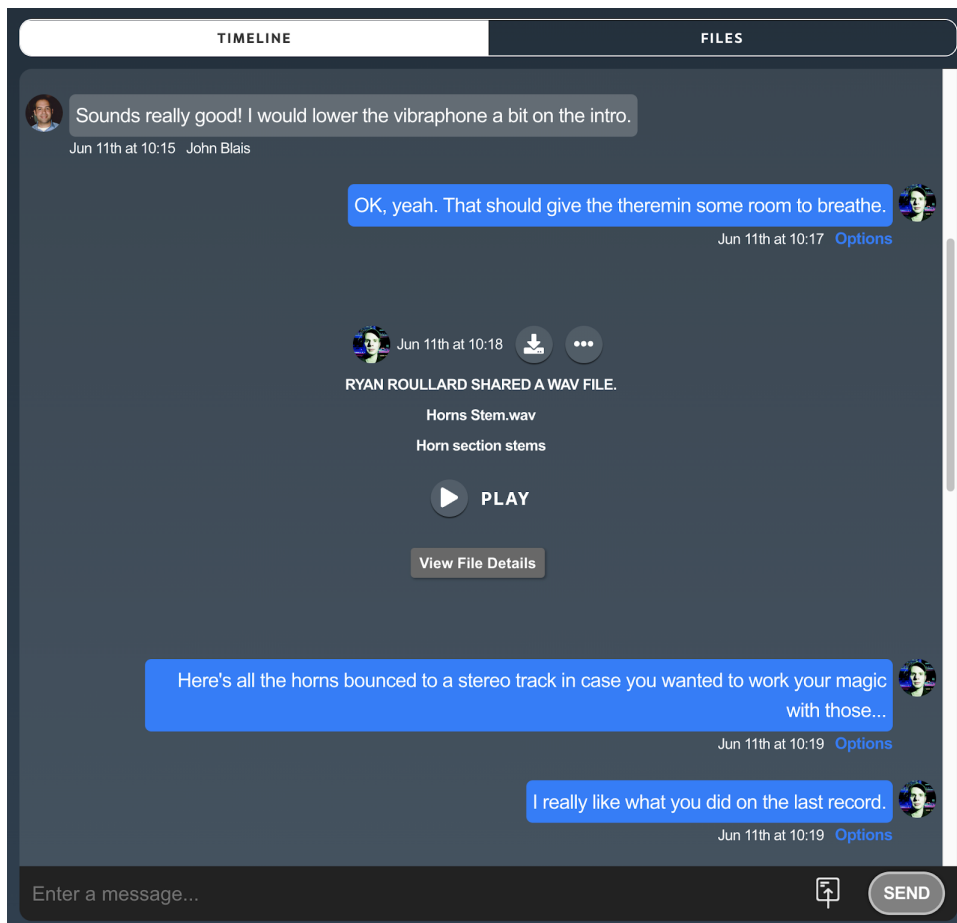 TIMELINE
FILES
Sounds really good! I would lower the vibraphone a bit on the intro.
Jun 11th at 10:15 John Blais
OK, yeah. That should give the theremin some room to breathe.
Jun 11th at 10:17 Options
Jun 11th at 10:18
RYAN ROULLARD SHARED A WAV FILE.
Horns Stem.wav
Horn section stems
PLAY
View File Details
Here's all the horns bounced to a stereo track in case you wanted to work your magic
with those...
Jun 11th at 10:19 Options
I really like what you did on the last record.
Jun 11th at 10:19 Options
Enter a message...
SEND